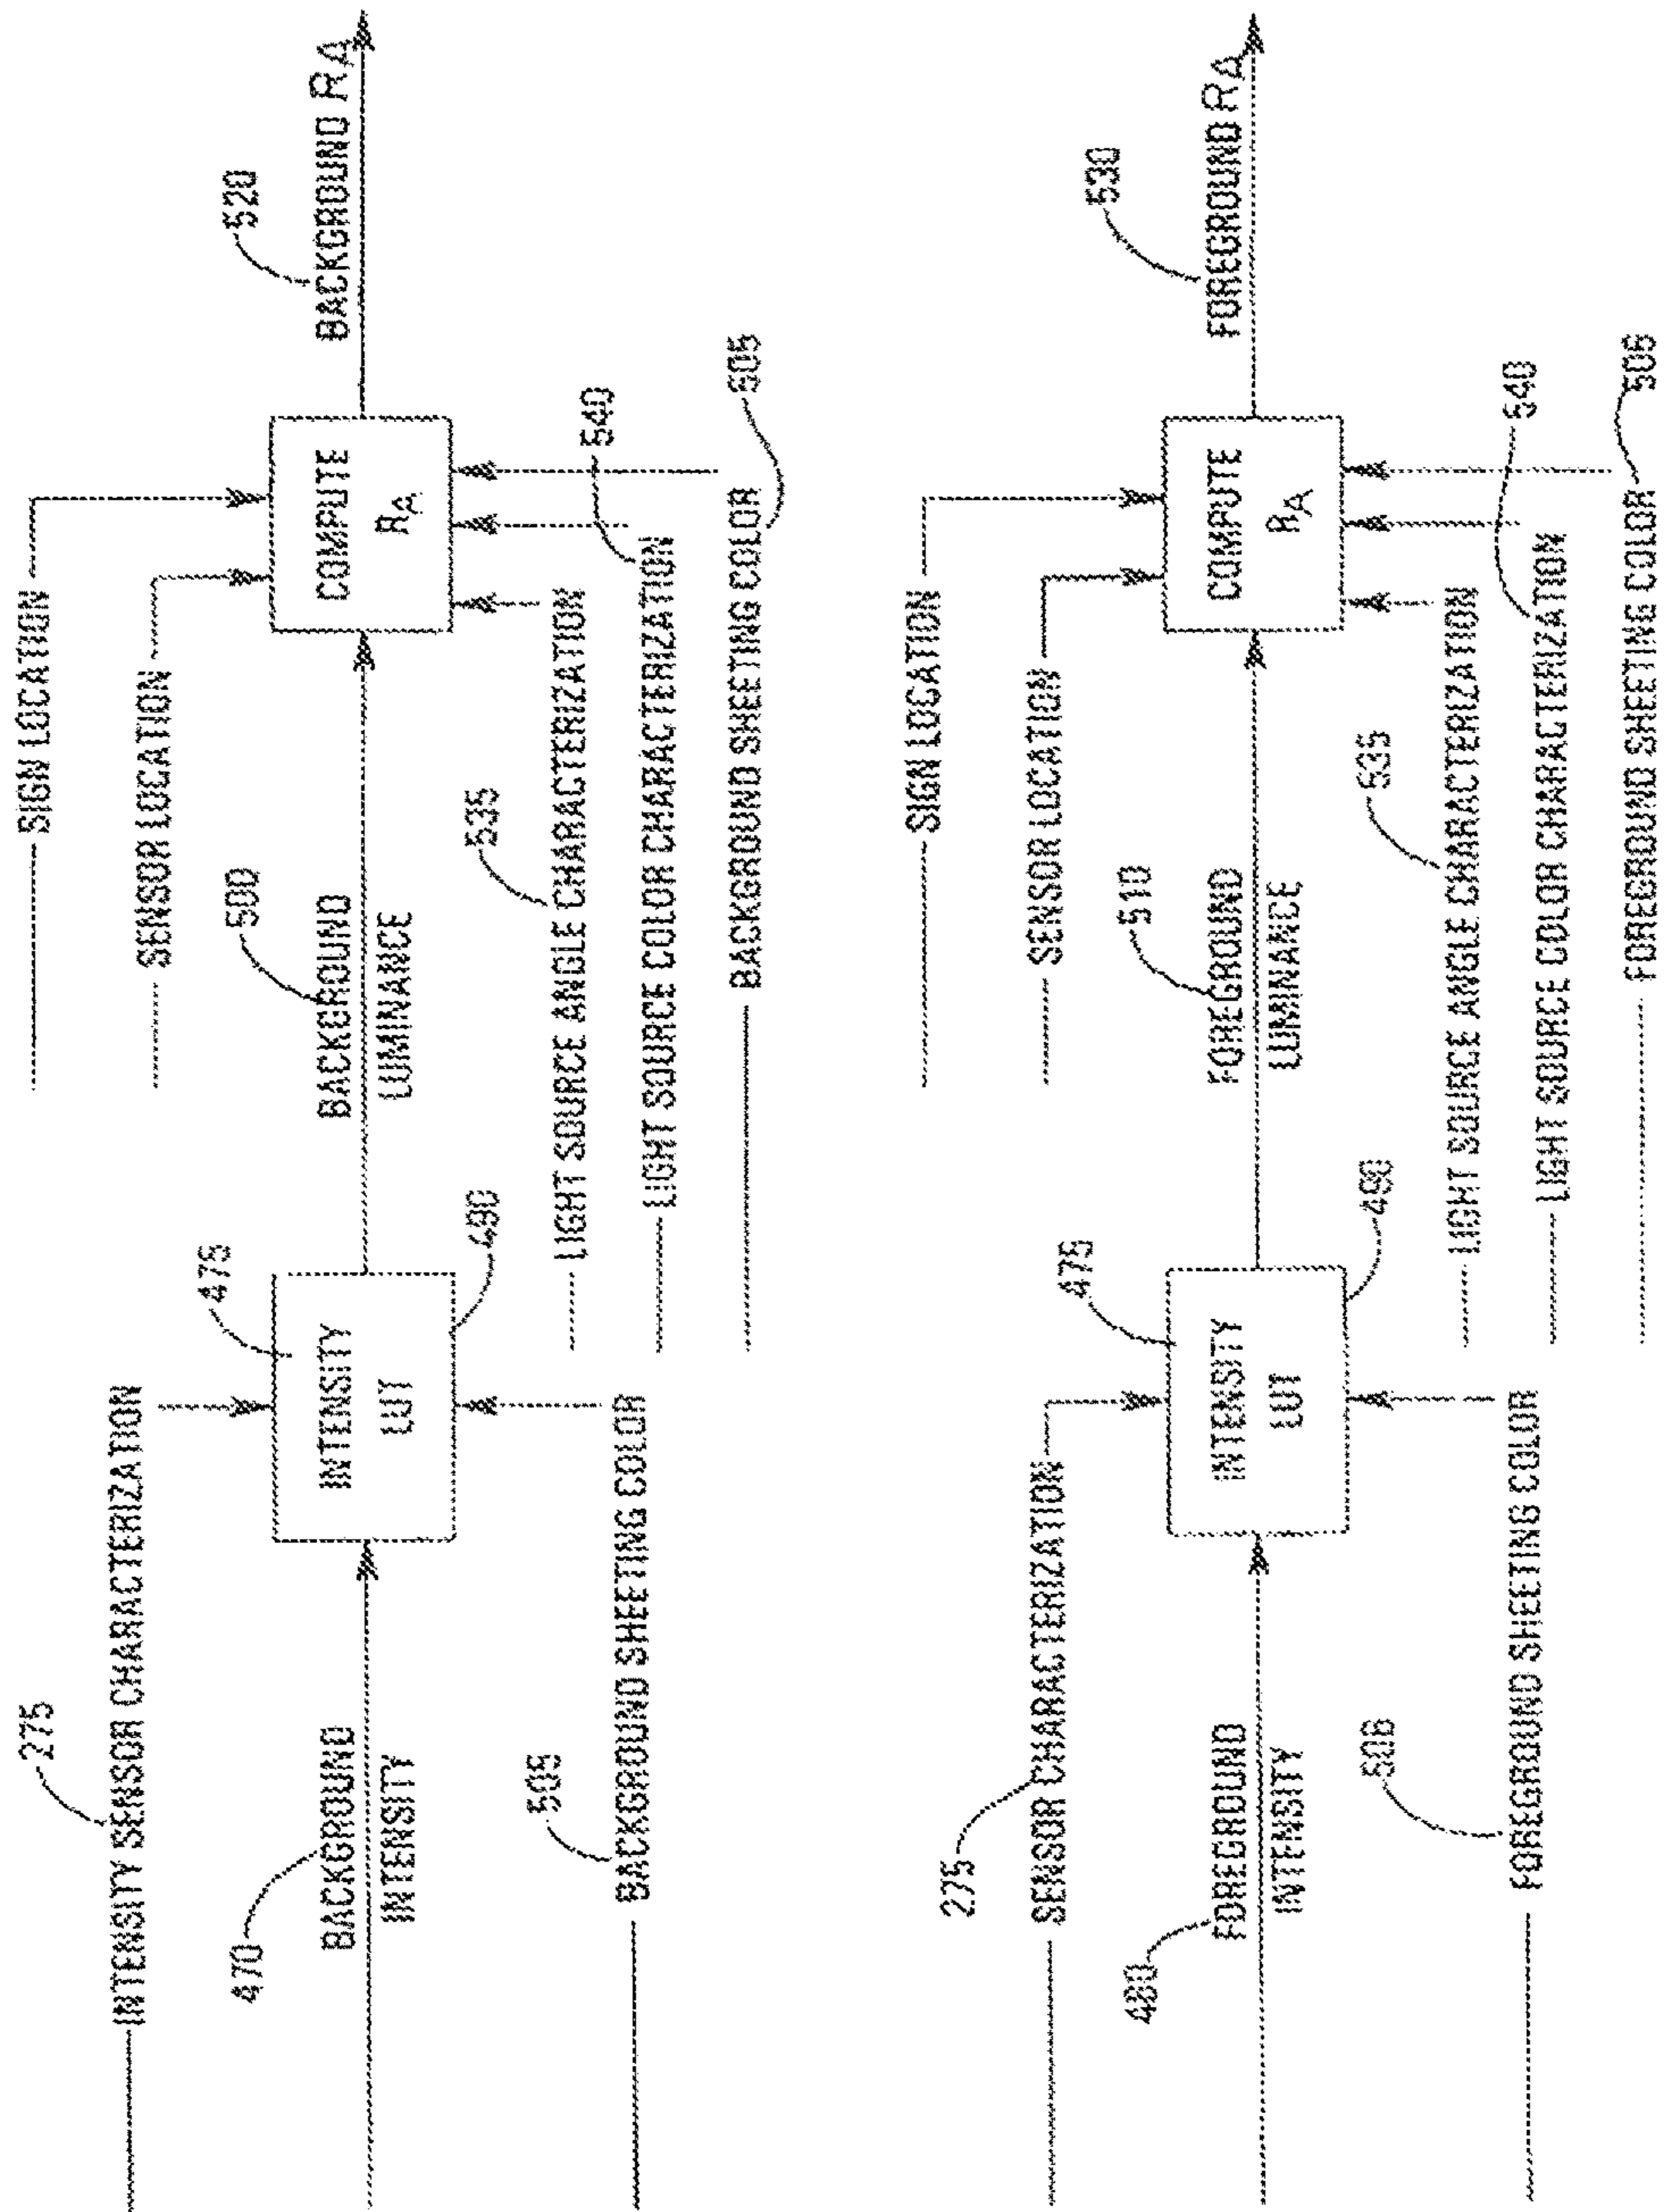 275
INTENSITY SENSOR CHARACTERIZATION
470
BACKGROUND
INTENSITY
505
BACKGROUND SHEETING COLOR
475
INTENSITY
LUT
490
SIGN LOCATION
SENSOR LOCATION
500
BACKGROUND
LUMINANCE
535
LIGHT SOURCE ANGLE CHARACTERIZATION
540
LIGHT SOURCE COLOR CHARACTERIZATION
505
BACKGROUND SHEETING COLOR
COMPUTE
RA
520
BACKGROUND RA
275
SENSOR CHARACTERIZATION
480
FOREGROUND
INTENSITY
506
FOREGROUND SHEETING COLOR
475
INTENSITY
LUT
490
SIGN LOCATION
SENSOR LOCATION
510
FOREGROUND
LUMINANCE
535
LIGHT SOURCE ANGLE CHARACTERIZATION
540
LIGHT SOURCE COLOR CHARACTERIZATION
506
FOREGROUND SHEETING COLOR
COMPUTE
RA
530
FOREGROUND RA